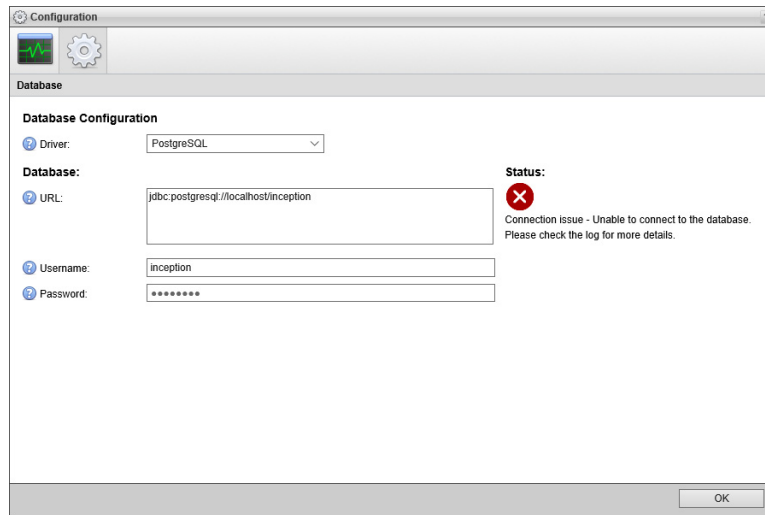 Configuration
Database
Database Configuration
Driver:
PostgreSQL
Database:
Status:
URL:
jdbc:postgresql://localhost/inception
Connection issue - Unable to connect to the database.
Please check the log for more details.
Username:
inception
Password:
••••••••
OK